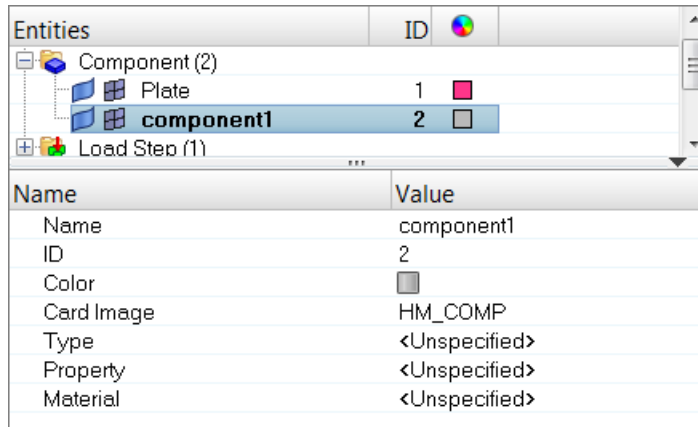 Entities ID
Component (2)
Plate 1
component1 2
Load Step (1)
Name Value
Name component1
ID 2
Color
Card Image HM_COMP
Type <Unspecified>
Property <Unspecified>
Material <Unspecified>